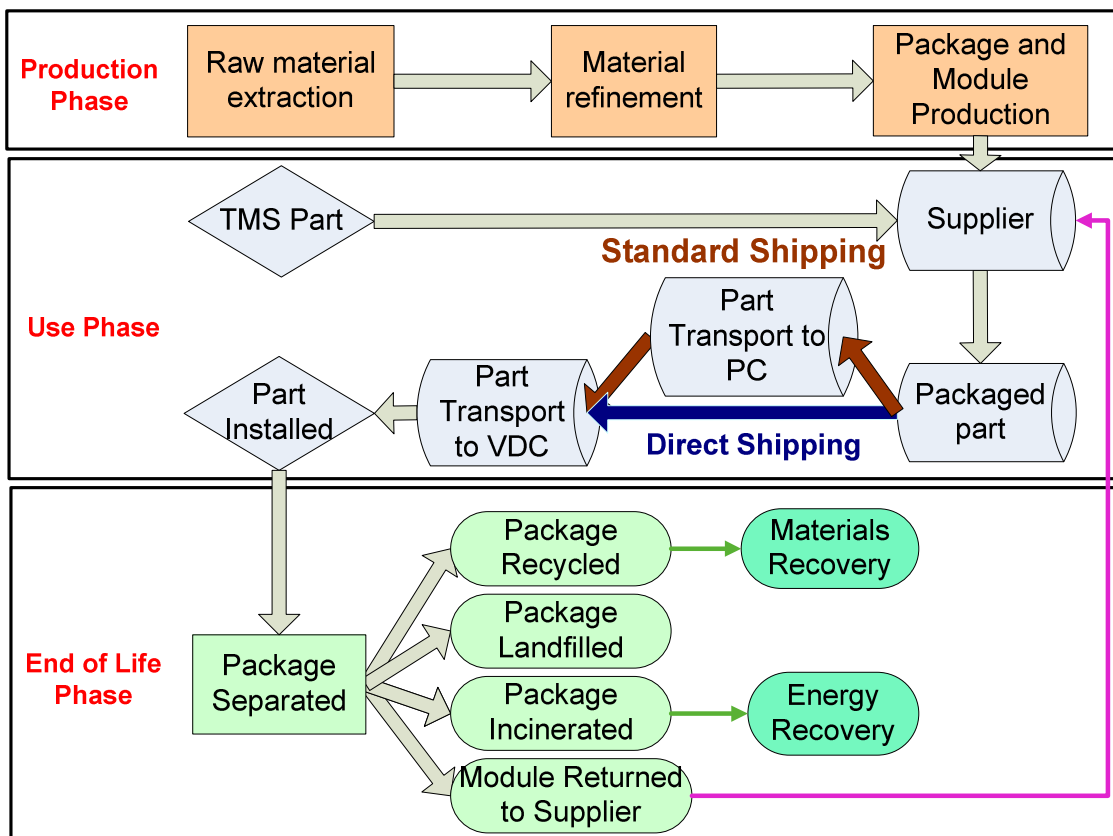 Production
Phase
Raw material
extraction
Material
refinement
Package and
Module
Production
Use Phase
TMS Part
Supplier
Standard Shipping
Part
Transport to
PC
Packaged
part
Direct Shipping
Part
Transport
to VDC
Part
Installed
End of Life
Phase
Package
Separated
Package
Recycled
Materials
Recovery
Package
Landfilled
Package
Incinerated
Energy
Recovery
Module Returned
to Supplier